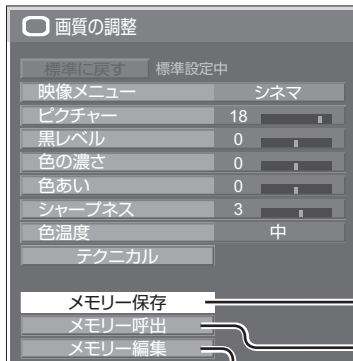 画質の調整
標準に戻す 標準設定中
映像メニュー シネマ
ピクチャー 18
黒レベル 0
色の濃さ 0
色あい 0
シャープネス 3
色温度 中
テクニカル
メモリー保存
メモリー呼出
メモリー編集